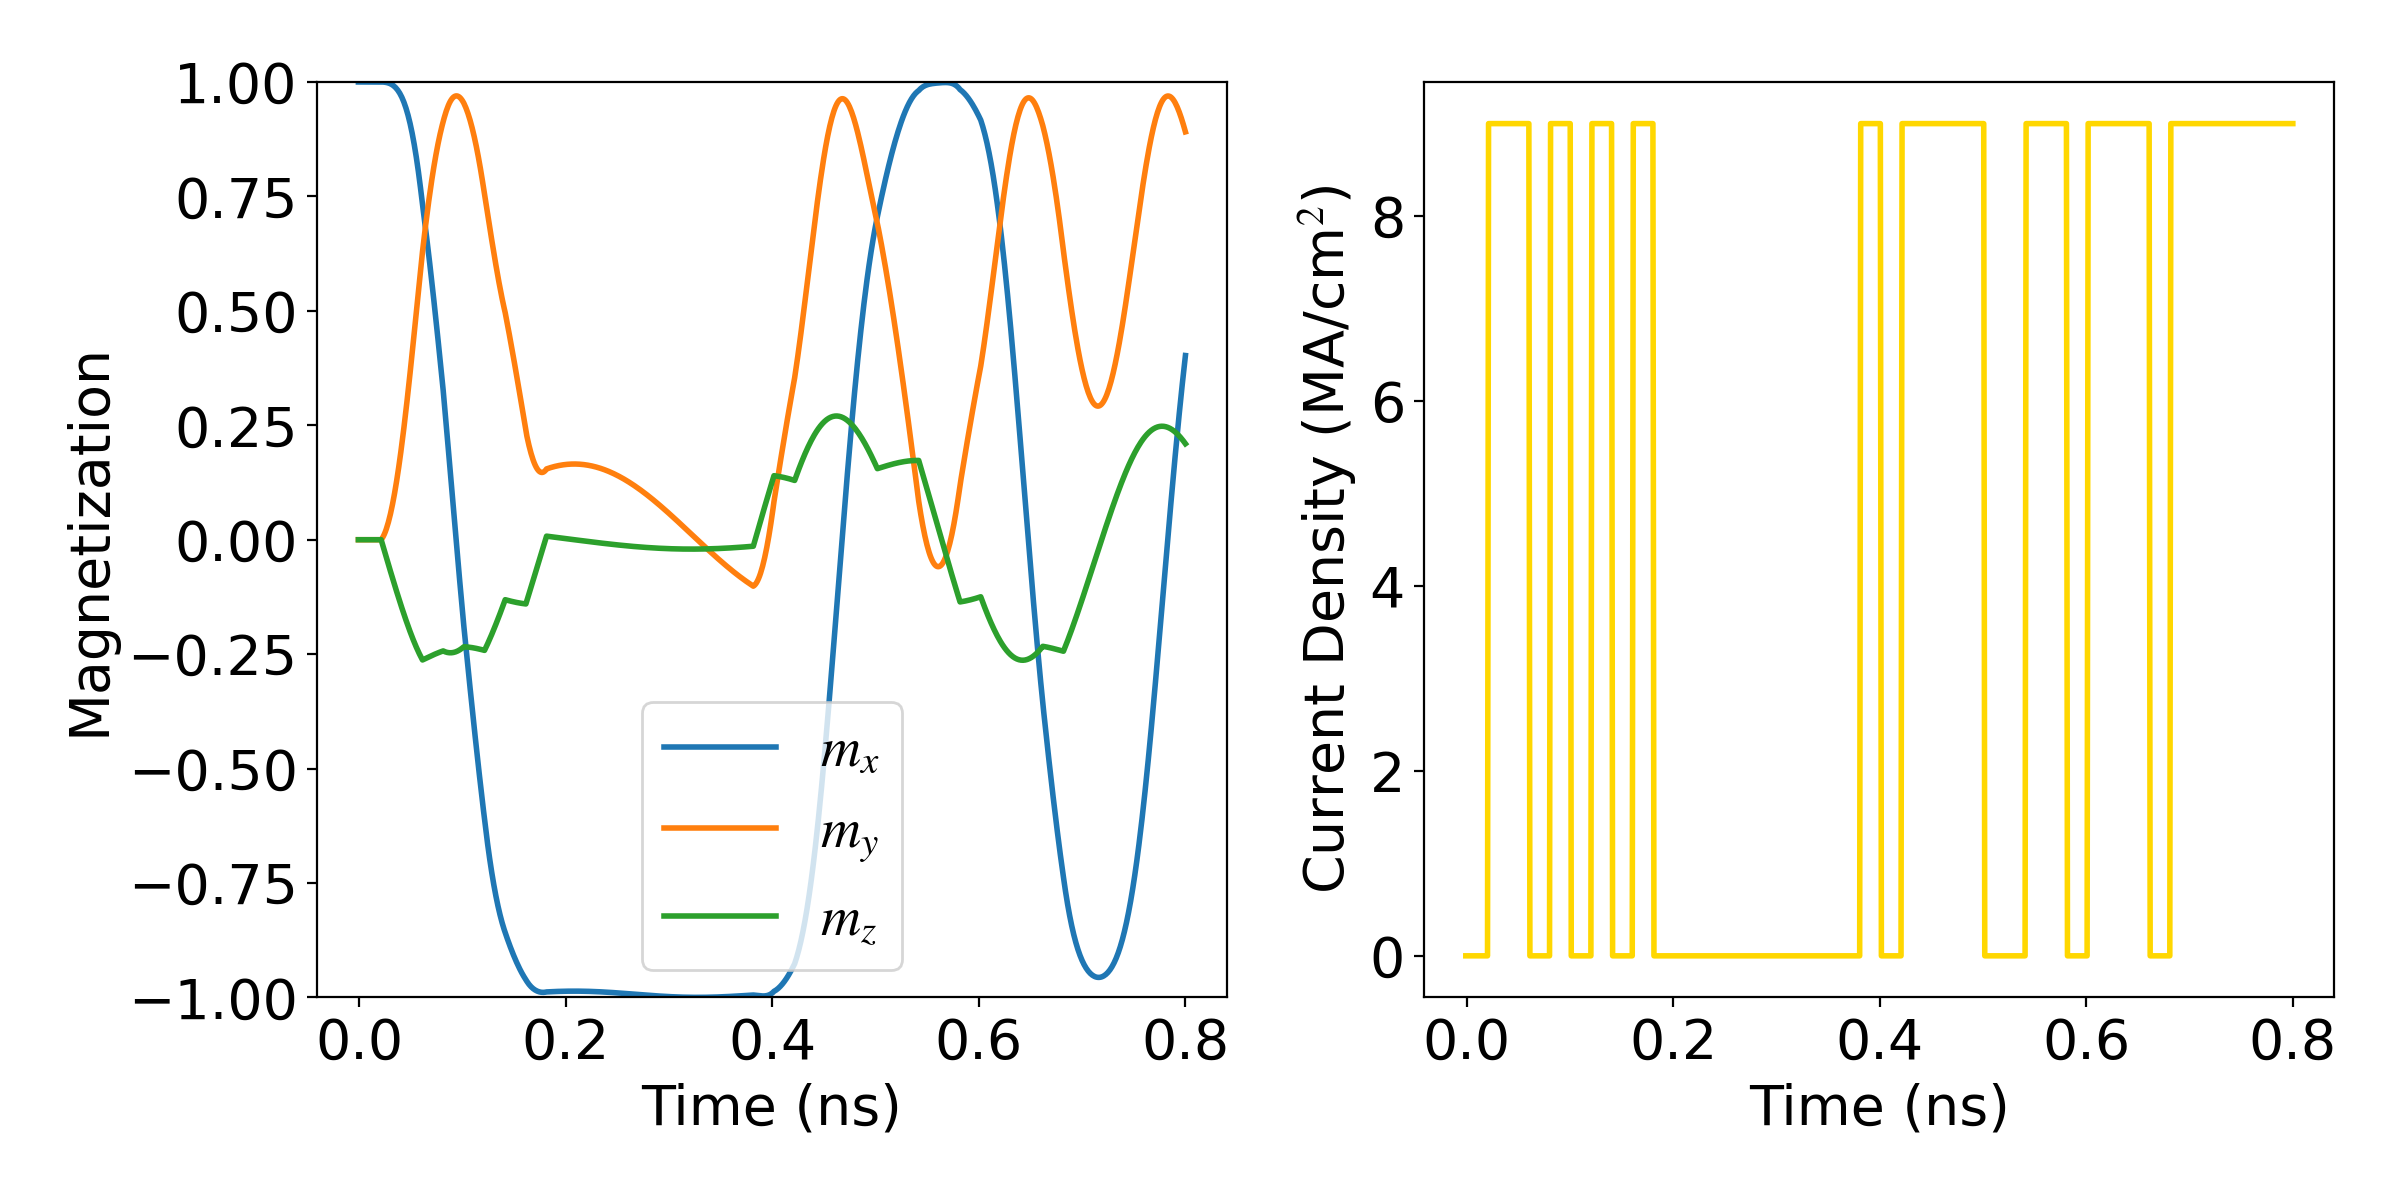 1.00
0.75
0.50
0.25
0.00
−0.25
−0.50
−0.75
−1.00
Magnetization
m_x
m_y
m_z
0.0 0.2 0.4 0.6 0.8
Time (ns)
8
6
4
2
0
Current Density (MA/cm²)
0.0 0.2 0.4 0.6 0.8
Time (ns)